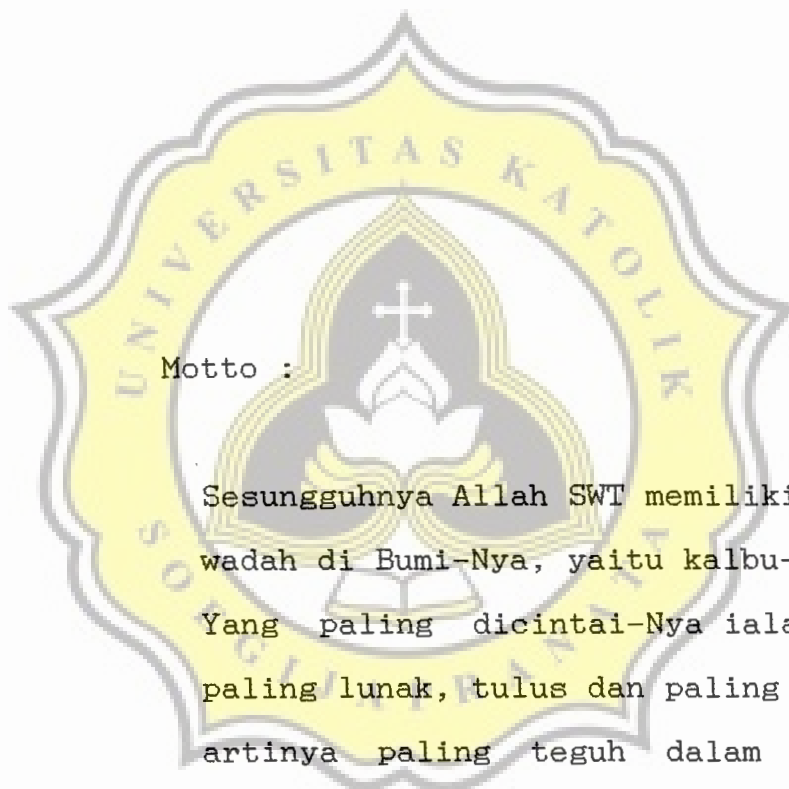 UNIVERSITAS KATOLIK
Motto :
Sesungguhnya Allah SWT memiliki
wadah di Bumi-Nya, yaitu kalbu-
Yang paling dicintai-Nya iala
paling lunak, tulus dan paling
artinya paling teguh dalam
SOEGIJAPRANATA